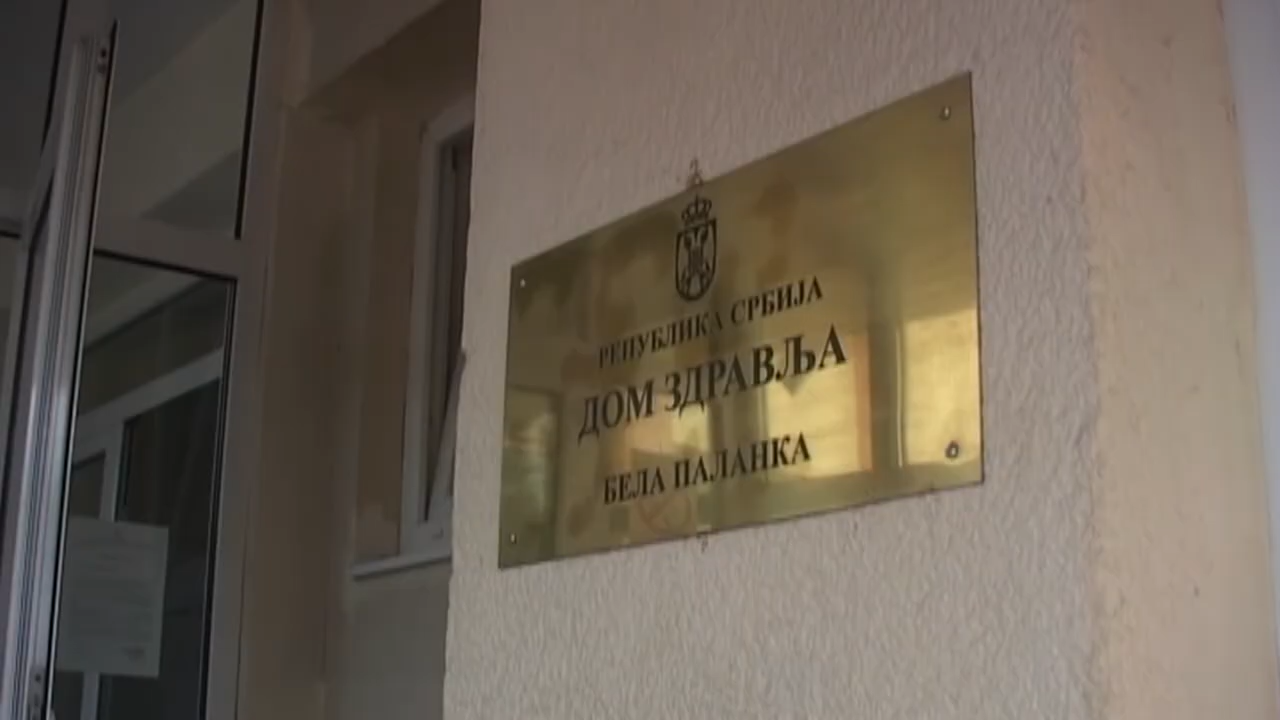 РЕПУБЛИКА СРБИЈА
ДОМ ЗДРАВЉА
БЕЛА ПАЛАНКА